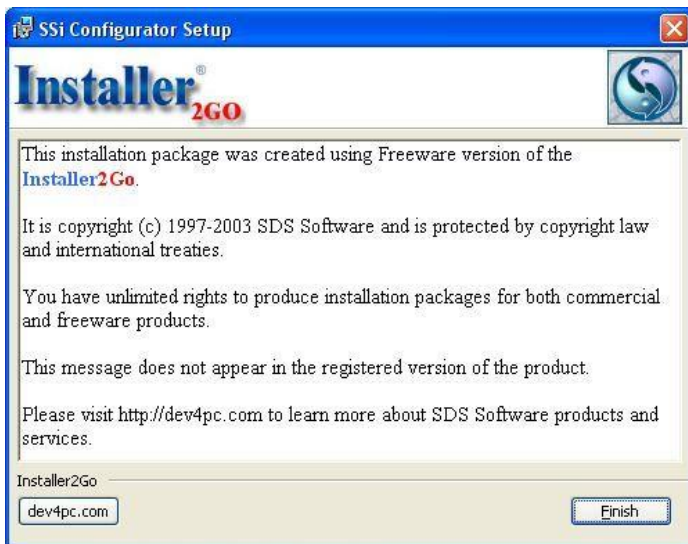 SSi Configurator Setup
Installer® 2GO
This installation package was created using Freeware version of the
Installer2Go.
It is copyright (c) 1997-2003 SDS Software and is protected by copyright law
and international treaties.
You have unlimited rights to produce installation packages for both commercial
and freeware products.
This message does not appear in the registered version of the product.
Please visit http://dev4pc.com to learn more about SDS Software products and
services.
Installer2Go
dev4pc.com
Finish